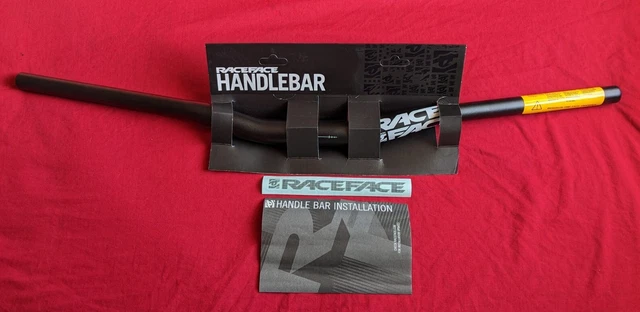 RACEFACE
HANDLEBAR
RACE
FACE
RACEFACE
HANDLE BAR INSTALLATION